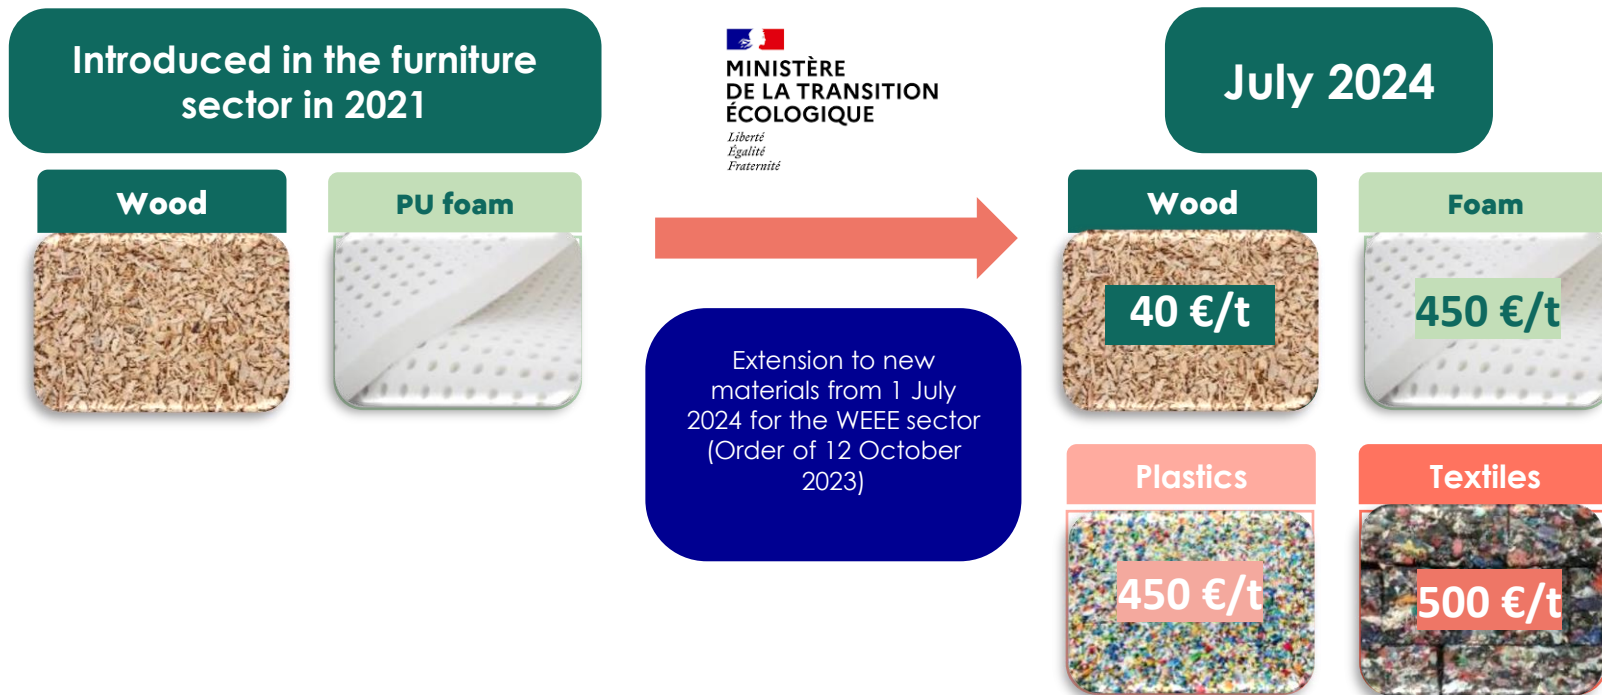 Introduced in the furniture
sector in 2021
Wood
PU foam
MINISTÈRE
DE LA TRANSITION
ÉCOLOGIQUE
Liberté
Égalité
Fraternité
Extension to new
materials from 1 July
2024 for the WEEE sector
(Order of 12 October
2023)
July 2024
Wood
40 €/t
Foam
450 €/t
Plastics
450 €/t
Textiles
500 €/t